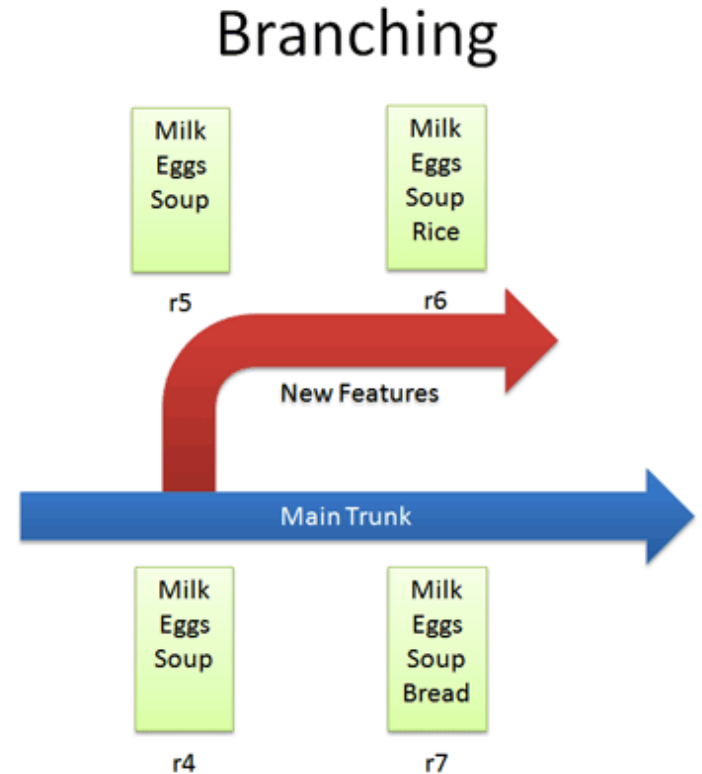 Branching
Milk
Eggs
Soup
r5
Milk
Eggs
Soup
Rice
r6
New Features
Main Trunk
Milk
Eggs
Soup
r4
Milk
Eggs
Soup
Bread
r7